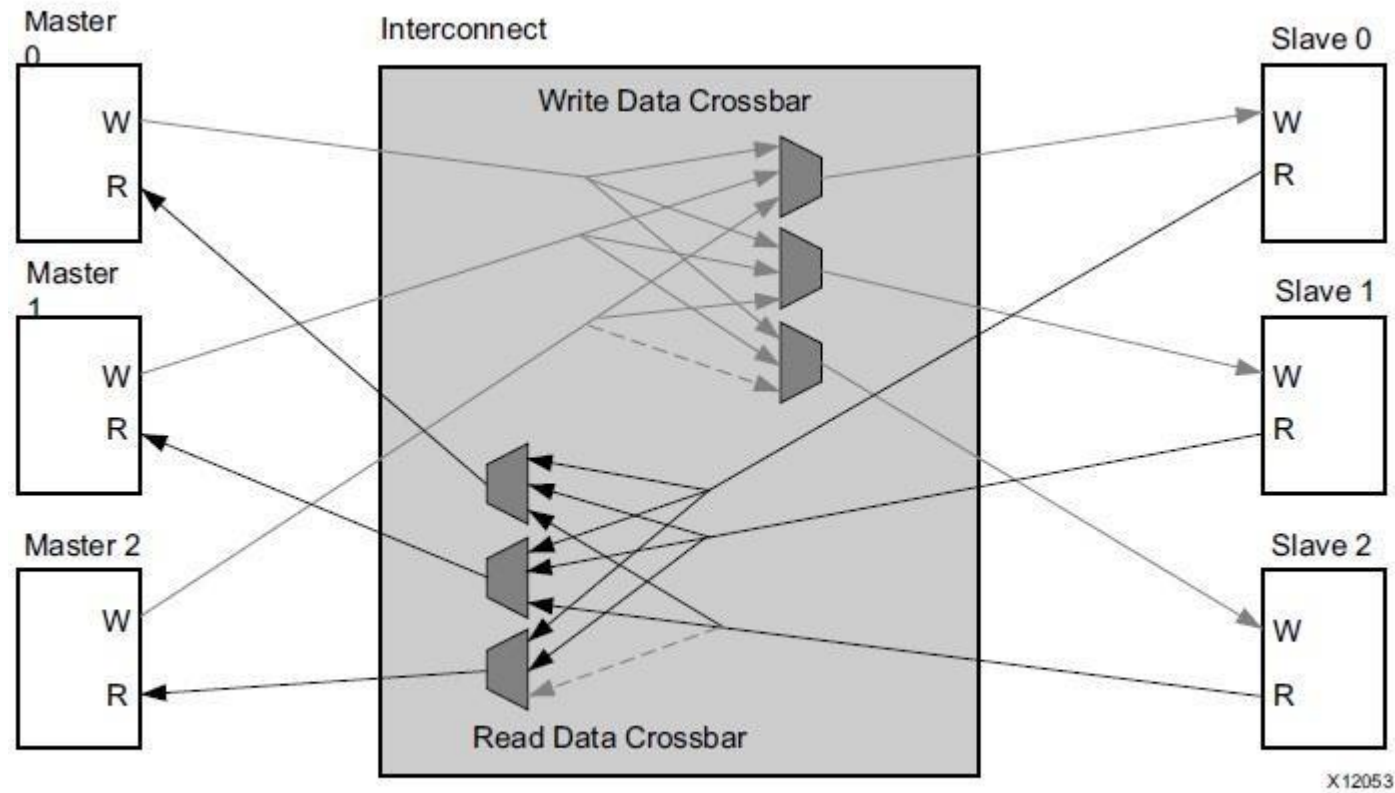 Master
0
W
R
Master
1
W
R
Master 2
W
R
Interconnect
Write Data Crossbar
Read Data Crossbar
Slave 0
W
R
Slave 1
W
R
Slave 2
W
R
X12053